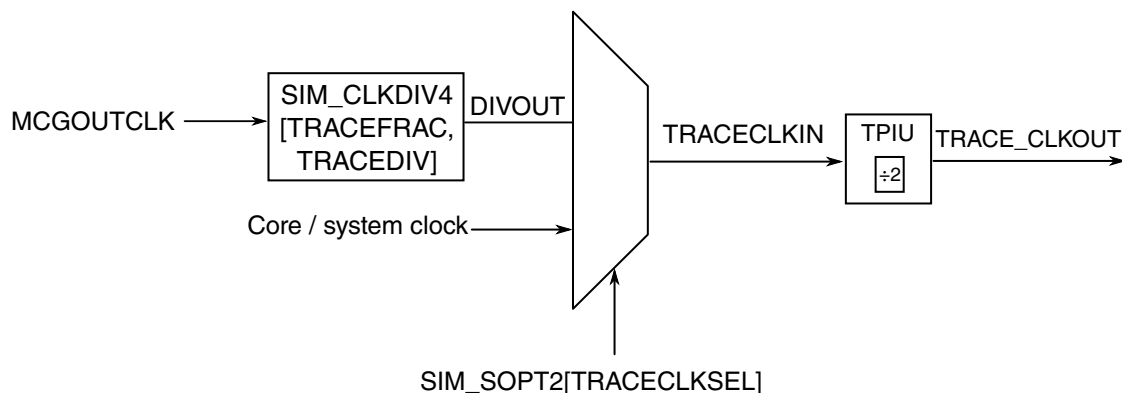 MCGOUTCLK
SIM_CLKDIV4
[TRACEFRAC,
TRACEDIV]
DIVOUT
Core / system clock
TRACECLKIN
TPIU
÷2
TRACE_CLKOUT
SIM_SOPT2[TRACECLKSEL]